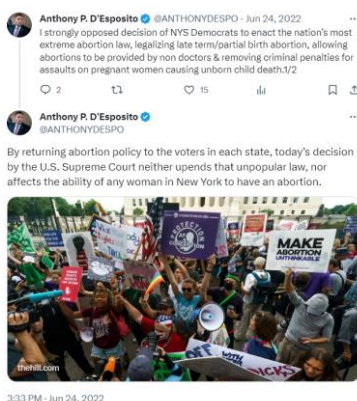 Anthony P. D'Esposito @ANTHONYDESPO · Jun 24, 2022
I strongly opposed decision of NYS Democrats to enact the nation's most
extreme abortion law, legalizing late term/partial birth abortion, allowing
abortions to be provided by non doctors & removing criminal penalties for
assaults on pregnant women causing unborn child death.1/2
2 15
Anthony P. D'Esposito
@ANTHONYDESPO
By returning abortion policy to the voters in each state, today's decision
by the U.S. Supreme Court neither upends that unpopular law, nor
affects the ability of any woman in New York to have an abortion.
MAKE
ABORTION
UNTHINKABLE
thehill.com
3:33 PM · Jun 24, 2022